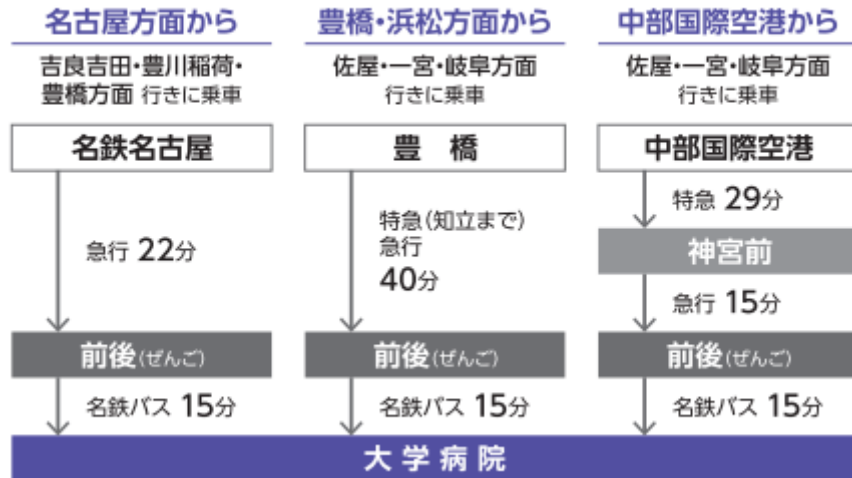 名古屋方面から
吉良吉田・豊川稲荷・
豊橋方面 行きに乗車
名鉄名古屋
急行 22分
前後(ぜんご)
名鉄バス 15分
豊橋・浜松方面から
佐屋・一宮・岐阜方面
行きに乗車
豊 橋
特急(知立まで)
急行
40分
前後(ぜんご)
名鉄バス 15分
中部国際空港から
佐屋・一宮・岐阜方面
行きに乗車
中部国際空港
特急 29分
神宮前
急行 15分
前後(ぜんご)
名鉄バス 15分
大学病院